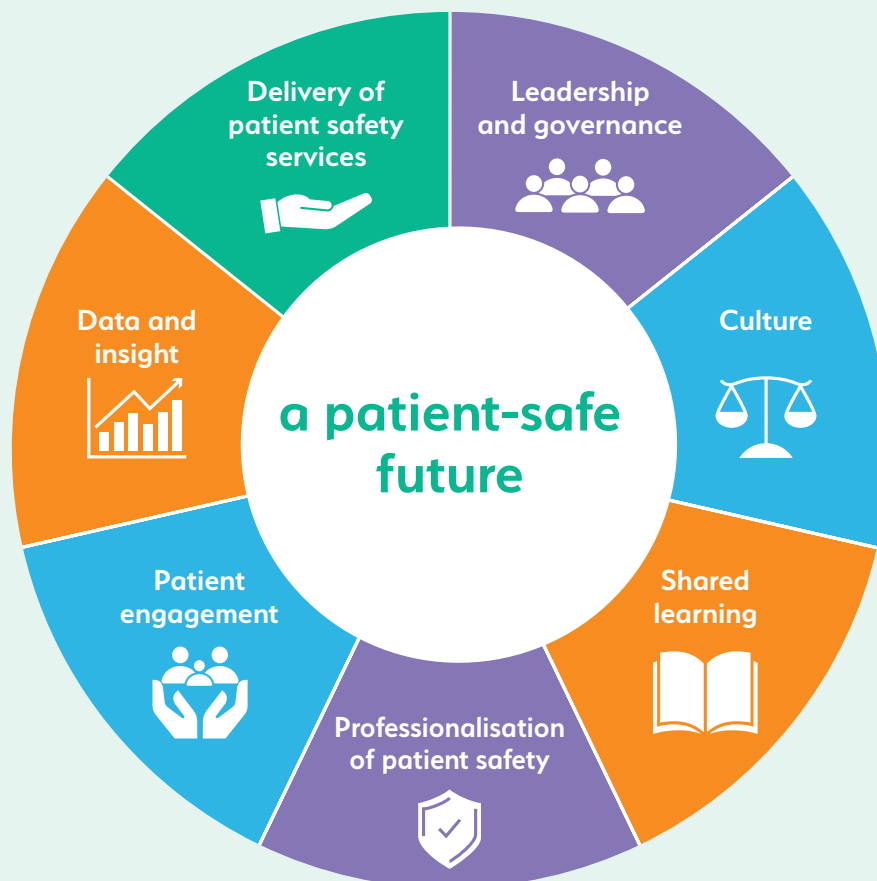 Delivery of
patient safety
services
Leadership
and governance
Culture
Shared
learning
Professionalisation
of patient safety
Patient
engagement
Data and
insight
a patient-safe
future